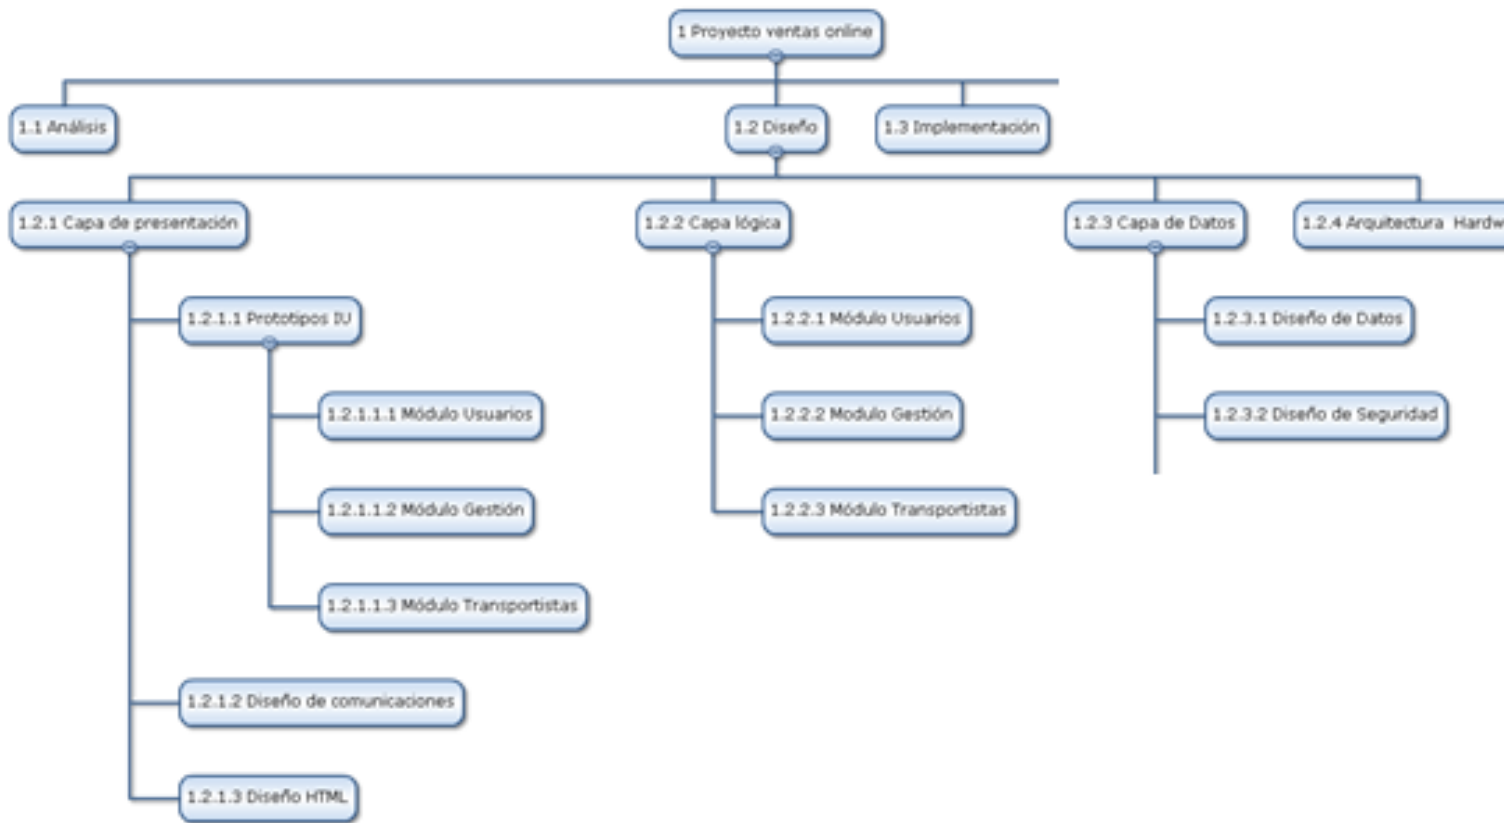 1 Proyecto ventas online
1.1 Análisis
1.2 Diseño
1.3 Implementación
1.2.1 Capa de presentación
1.2.2 Capa lógica
1.2.3 Capa de Datos
1.2.4 Arquitectura Hardw
1.2.1.1 Prototipos IU
1.2.2.1 Módulo Usuarios
1.2.3.1 Diseño de Datos
1.2.1.1.1 Módulo Usuarios
1.2.2.2 Modulo Gestión
1.2.3.2 Diseño de Seguridad
1.2.1.1.2 Módulo Gestión
1.2.2.3 Módulo Transportistas
1.2.1.1.3 Módulo Transportistas
1.2.1.2 Diseño de comunicaciones
1.2.1.3 Diseño HTML